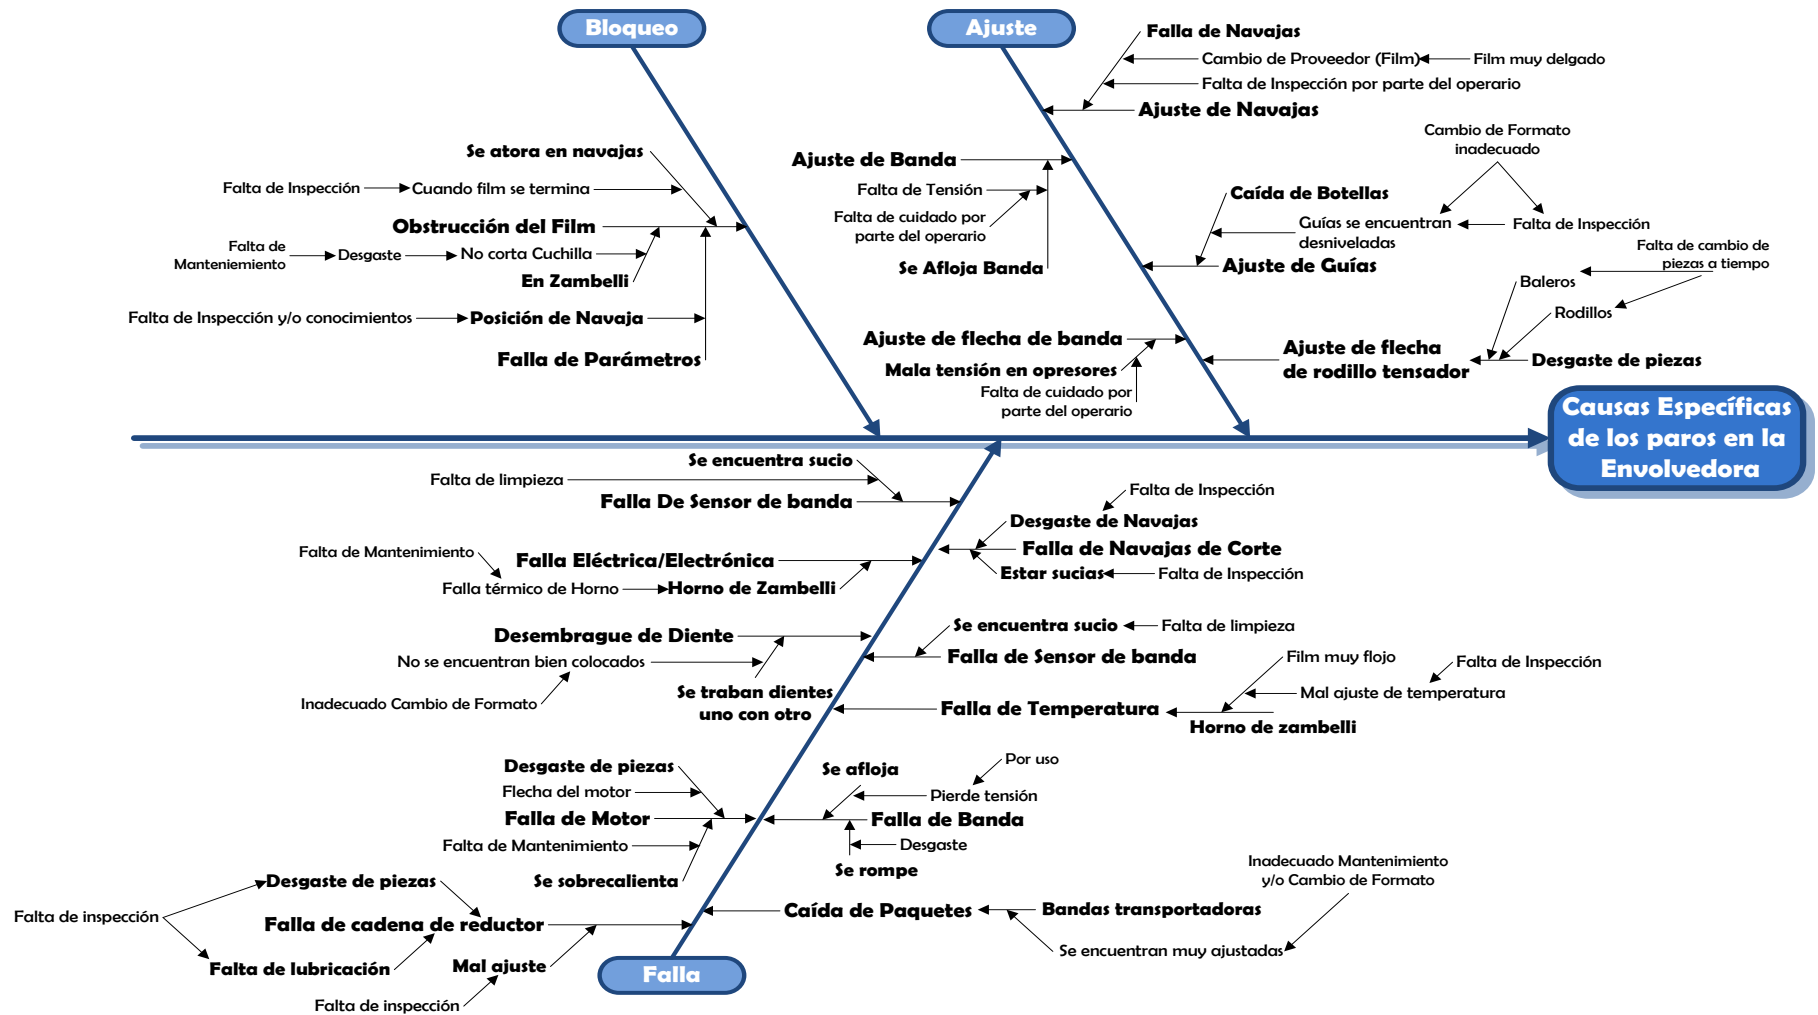 Bloqueo
Ajuste
Falla de Navajas
Cambio de Proveedor (Film)
Film muy delgado
Falta de Inspección por parte del operario
Ajuste de Navajas
Cambio de Formato
inadecuado
Se atora en navajas
Ajuste de Banda
Falta de Inspección
Cuando film se termina
Falta de Tensión
Caída de Botellas
Falta de cuidado por
parte del operario
Guías se encuentran
desniveladas
Falta de Inspección
Obstrucción del Film
Falta de
Manteniemiento
Desgaste
No corta Cuchilla
En Zambelli
Se Afloja Banda
Ajuste de Guías
Falta de cambio de
piezas a tiempo
Baleros
Rodillos
Falta de Inspección y/o conocimientos
Posición de Navaja
Falla de Parámetros
Ajuste de flecha de banda
Mala tensión en opresores
Falta de cuidado por
parte del operario
Ajuste de flecha
de rodillo tensador
Desgaste de piezas
Causas Específicas
de los paros en la
Envolvedora
Se encuentra sucio
Falta de limpieza
Falla De Sensor de banda
Falta de Inspección
Desgaste de Navajas
Falla de Navajas de Corte
Estar sucias
Falta de Inspección
Falta de Mantenimiento
Falla Eléctrica/Electrónica
Falla térmico de Horno
Horno de Zambelli
Desembrague de Diente
No se encuentran bien colocados
Inadecuado Cambio de Formato
Se traban dientes
uno con otro
Se encuentra sucio
Falta de limpieza
Falla de Sensor de banda
Film muy flojo
Falta de Inspección
Mal ajuste de temperatura
Falla de Temperatura
Horno de zambelli
Desgaste de piezas
Flecha del motor
Falla de Motor
Falta de Mantenimiento
Se sobrecalienta
Se afloja
Por uso
Pierde tensión
Falla de Banda
Desgaste
Se rompe
Inadecuado Mantenimiento
y/o Cambio de Formato
Desgaste de piezas
Falta de inspección
Falla de cadena de reductor
Falta de lubricación
Mal ajuste
Falta de inspección
Caída de Paquetes
Bandas transportadoras
Se encuentran muy ajustadas
Falla